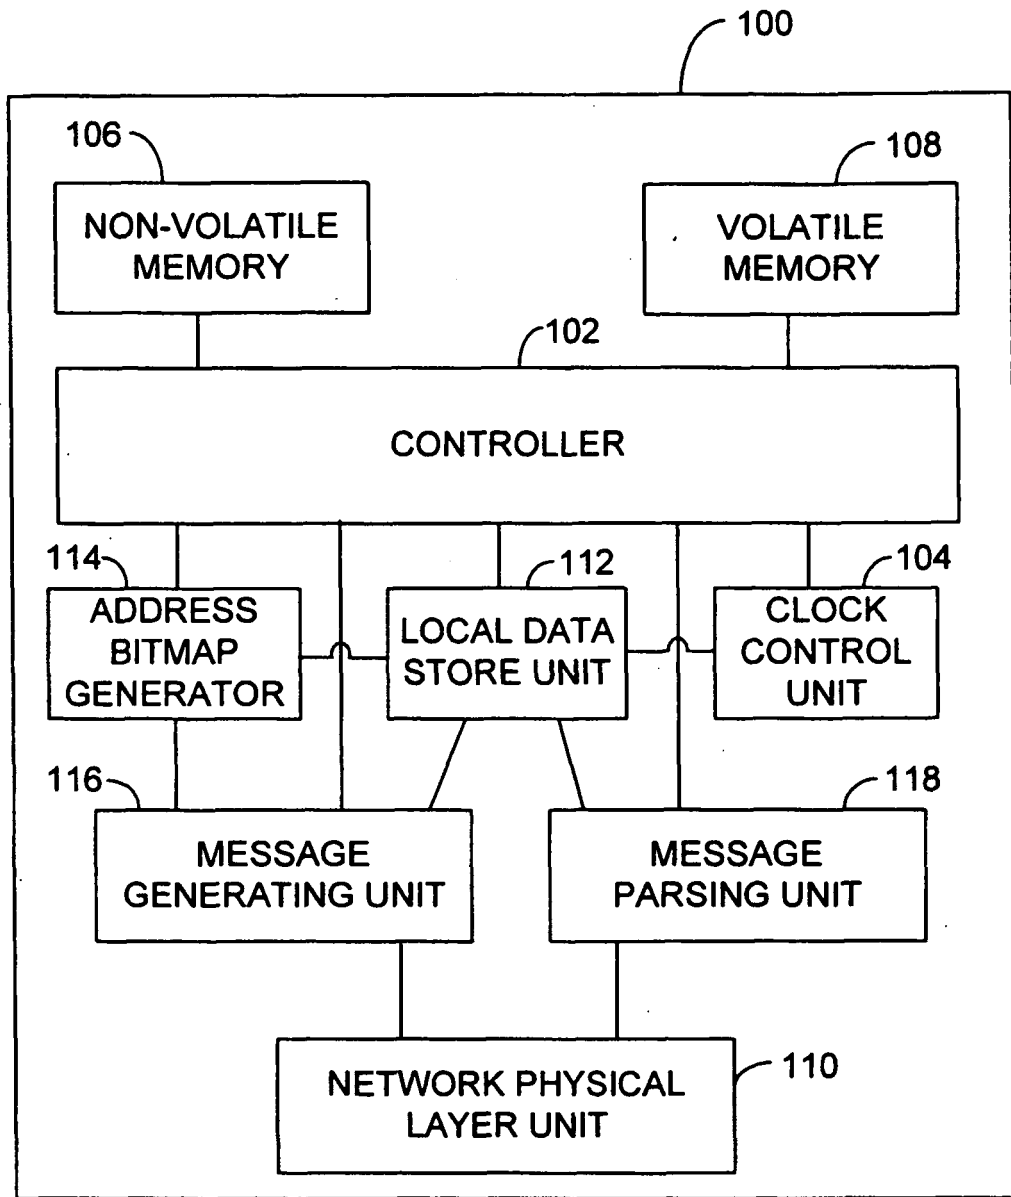 100
106
108
NON-VOLATILE
MEMORY
VOLATILE
MEMORY
102
CONTROLLER
114
112
104
ADDRESS
BITMAP
GENERATOR
LOCAL DATA
STORE UNIT
CLOCK
CONTROL
UNIT
116
118
MESSAGE
GENERATING UNIT
MESSAGE
PARSING UNIT
NETWORK PHYSICAL
LAYER UNIT
110